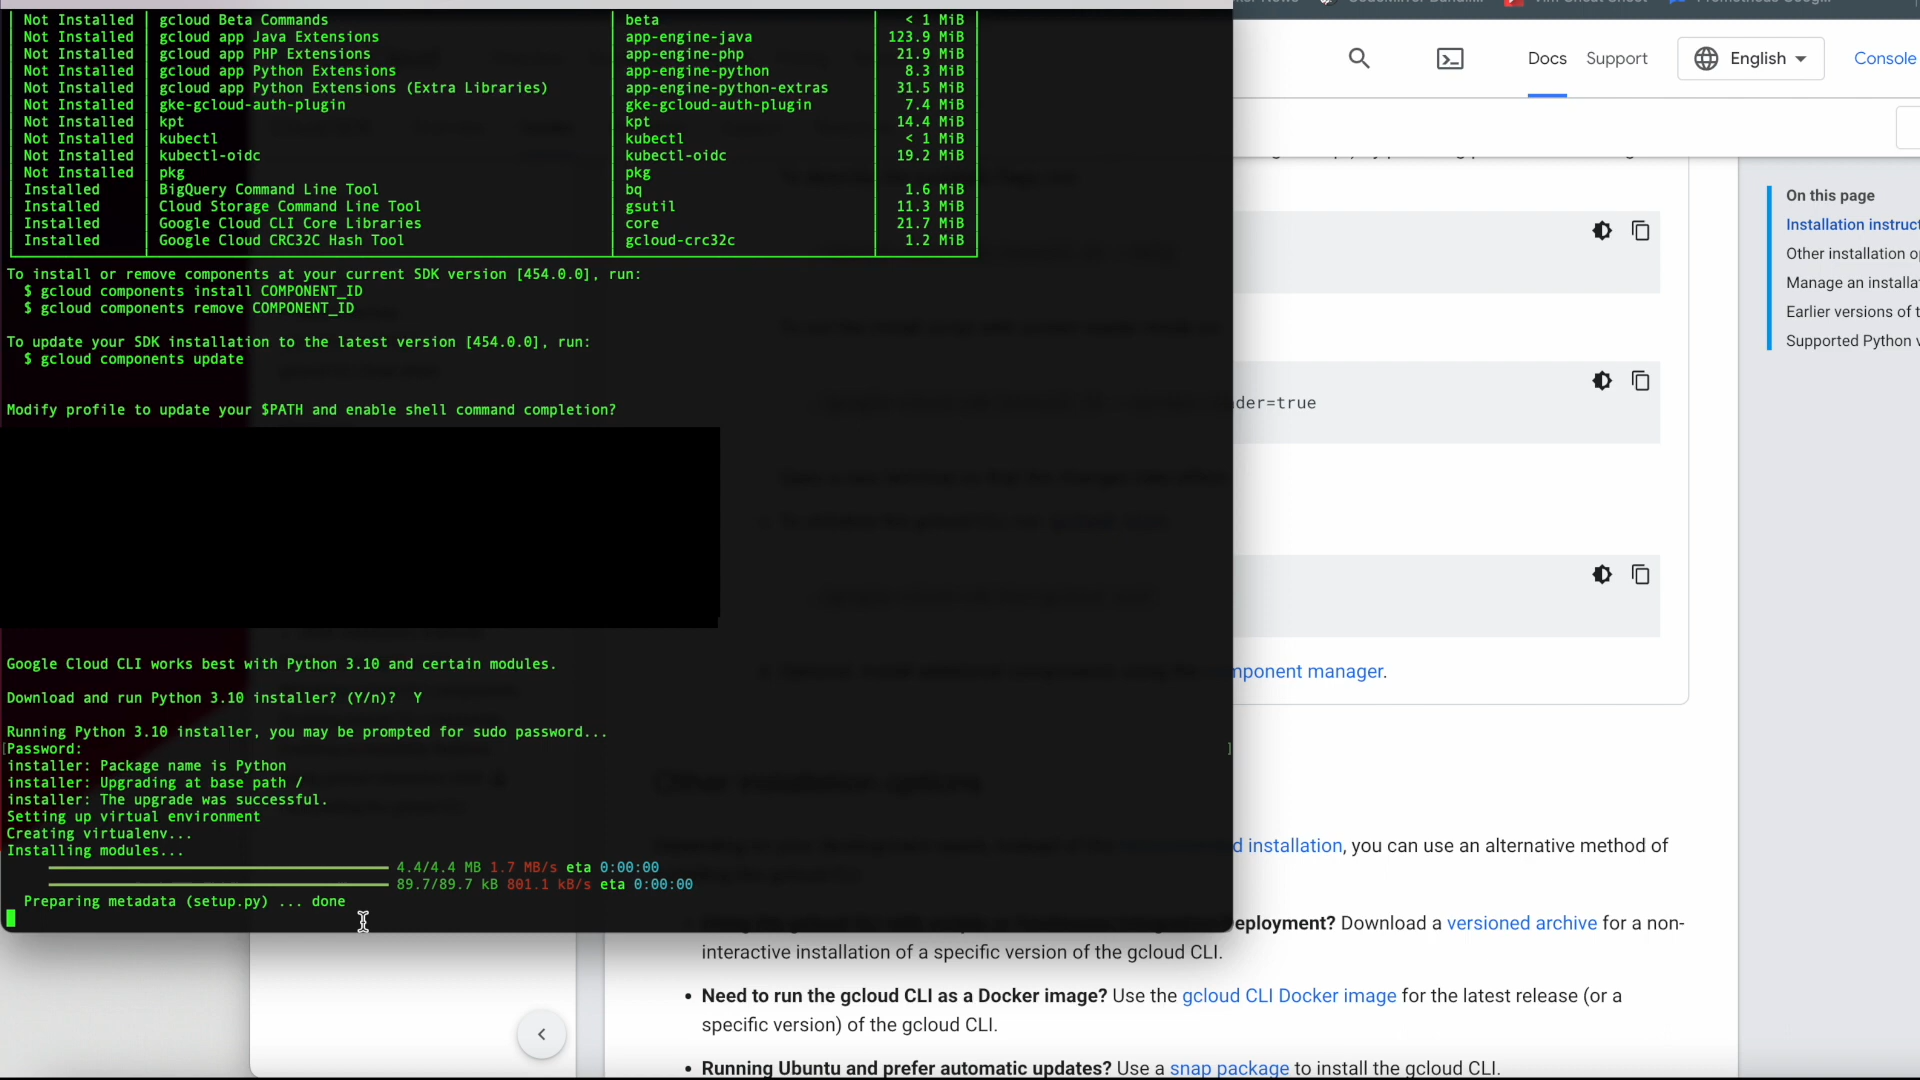 Not Installed gcloud Beta Commands beta < 1 MiB
Not Installed gcloud app Java Extensions app-engine-java 123.9 MiB
Not Installed gcloud app PHP Extensions app-engine-php 21.9 MiB
Not Installed gcloud app Python Extensions app-engine-python 8.3 MiB
Not Installed gcloud app Python Extensions (Extra Libraries) app-engine-python-extras 31.5 MiB
Not Installed gke-gcloud-auth-plugin gke-gcloud-auth-plugin 7.4 MiB
Not Installed kpt kpt 14.4 MiB
Not Installed kubectl kubectl < 1 MiB
Not Installed kubectl-oidc kubectl-oidc 19.2 MiB
Not Installed pkg pkg
Installed BigQuery Command Line Tool bq 1.6 MiB
Installed Cloud Storage Command Line Tool gsutil 11.3 MiB
Installed Google Cloud CLI Core Libraries core 21.7 MiB
Installed Google Cloud CRC32C Hash Tool gcloud-crc32c 1.2 MiB
To install or remove components at your current SDK version [454.0.0], run:
$ gcloud components install COMPONENT_ID
$ gcloud components remove COMPONENT_ID
To update your SDK installation to the latest version [454.0.0], run:
$ gcloud components update
Modify profile to update your $PATH and enable shell command completion?
Google Cloud CLI works best with Python 3.10 and certain modules.
Download and run Python 3.10 installer? (Y/n)? Y
Running Python 3.10 installer, you may be prompted for sudo password...
[Password: ]
installer: Package name is Python
installer: Upgrading at base path /
installer: The upgrade was successful.
Setting up virtual environment
Creating virtualenv...
Installing modules...
4.4/4.4 MB 1.7 MB/s eta 0:00:00
89.7/89.7 kB 801.1 kB/s eta 0:00:00
Preparing metadata (setup.py) ... done
Docs Support English Console
On this page
Installation instruct
Other installation o
Manage an installa
Earlier versions of t
Supported Python v
der=true
mponent manager.
d installation, you can use an alternative method of
eployment? Download a versioned archive for a non-
interactive installation of a specific version of the gcloud CLI.
• Need to run the gcloud CLI as a Docker image? Use the gcloud CLI Docker image for the latest release (or a
specific version) of the gcloud CLI.
• Running Ubuntu and prefer automatic updates? Use a snap package to install the gcloud CLI.